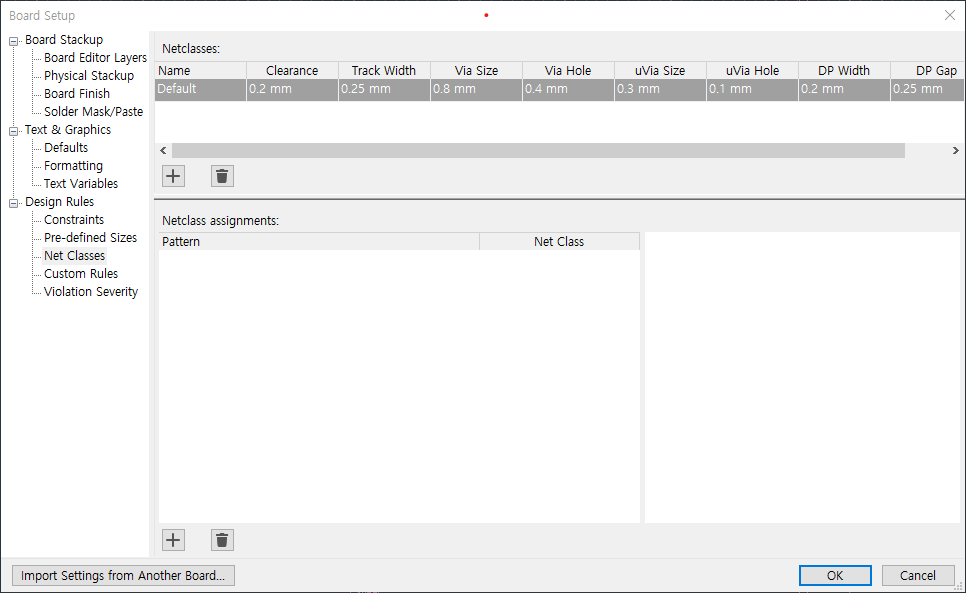 Board Setup
Board Stackup
Board Editor Layers
Physical Stackup
Board Finish
Solder Mask/Paste
Text & Graphics
Defaults
Formatting
Text Variables
Design Rules
Constraints
Pre-defined Sizes
Net Classes
Custom Rules
Violation Severity
Netclasses:
Name Clearance Track Width Via Size Via Hole uVia Size uVia Hole DP Width DP Gap
Default 0.2 mm 0.25 mm 0.8 mm 0.4 mm 0.3 mm 0.1 mm 0.2 mm 0.25 mm
Netclass assignments:
Pattern Net Class
Import Settings from Another Board... OK Cancel